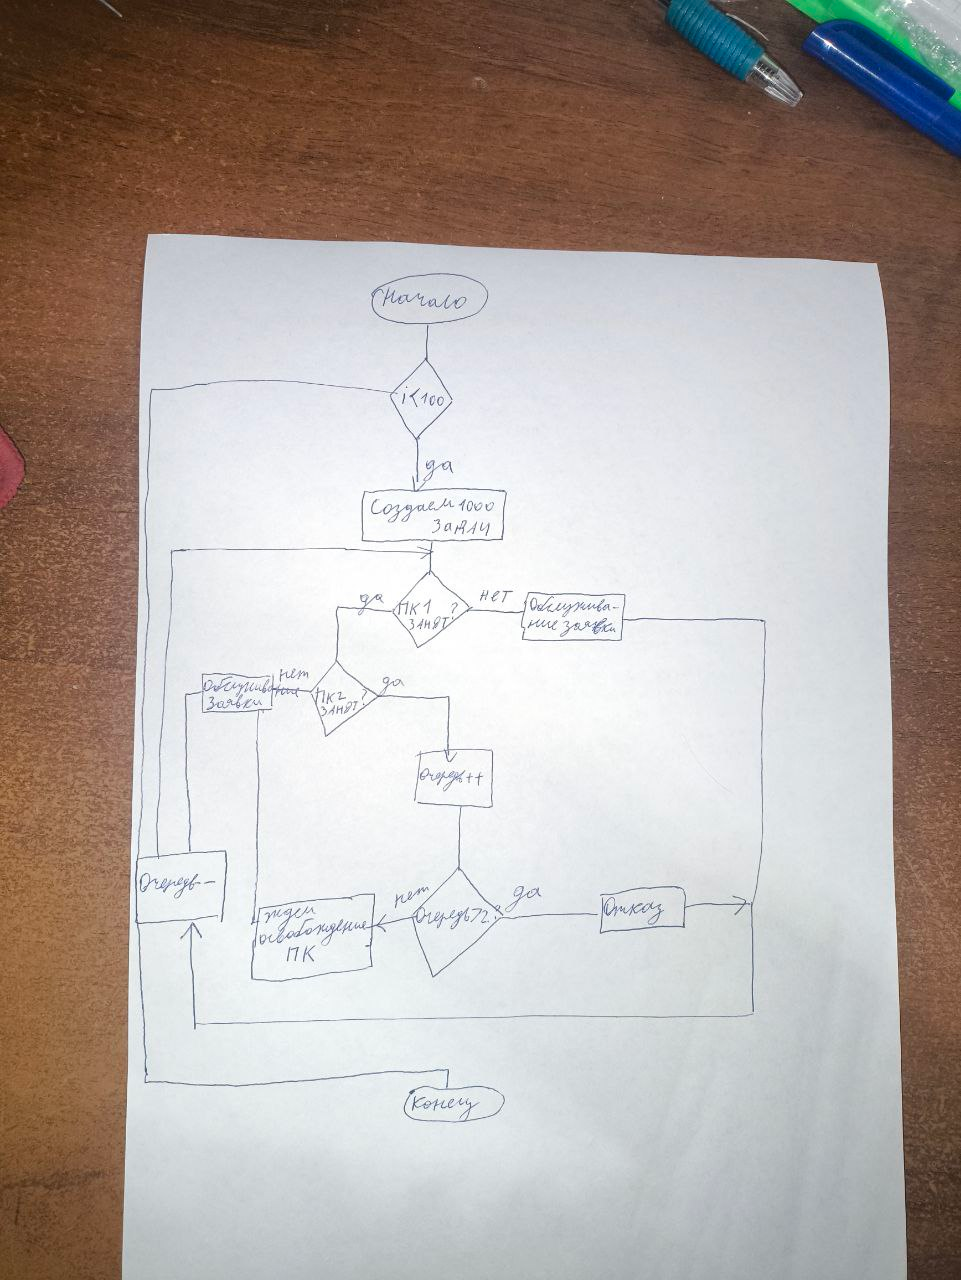 Начало
i<100
да
Создаем 1000
Заяви
да
ПК1
занят?
нет
Обслужива-
ние заявки
Обслуживание
Заявки
нет
ПК2
занят?
да
Очередь++
Очередь--
Ждем
освобождение
ПК
нет
Очередь>2?
да
Отказ
Конец